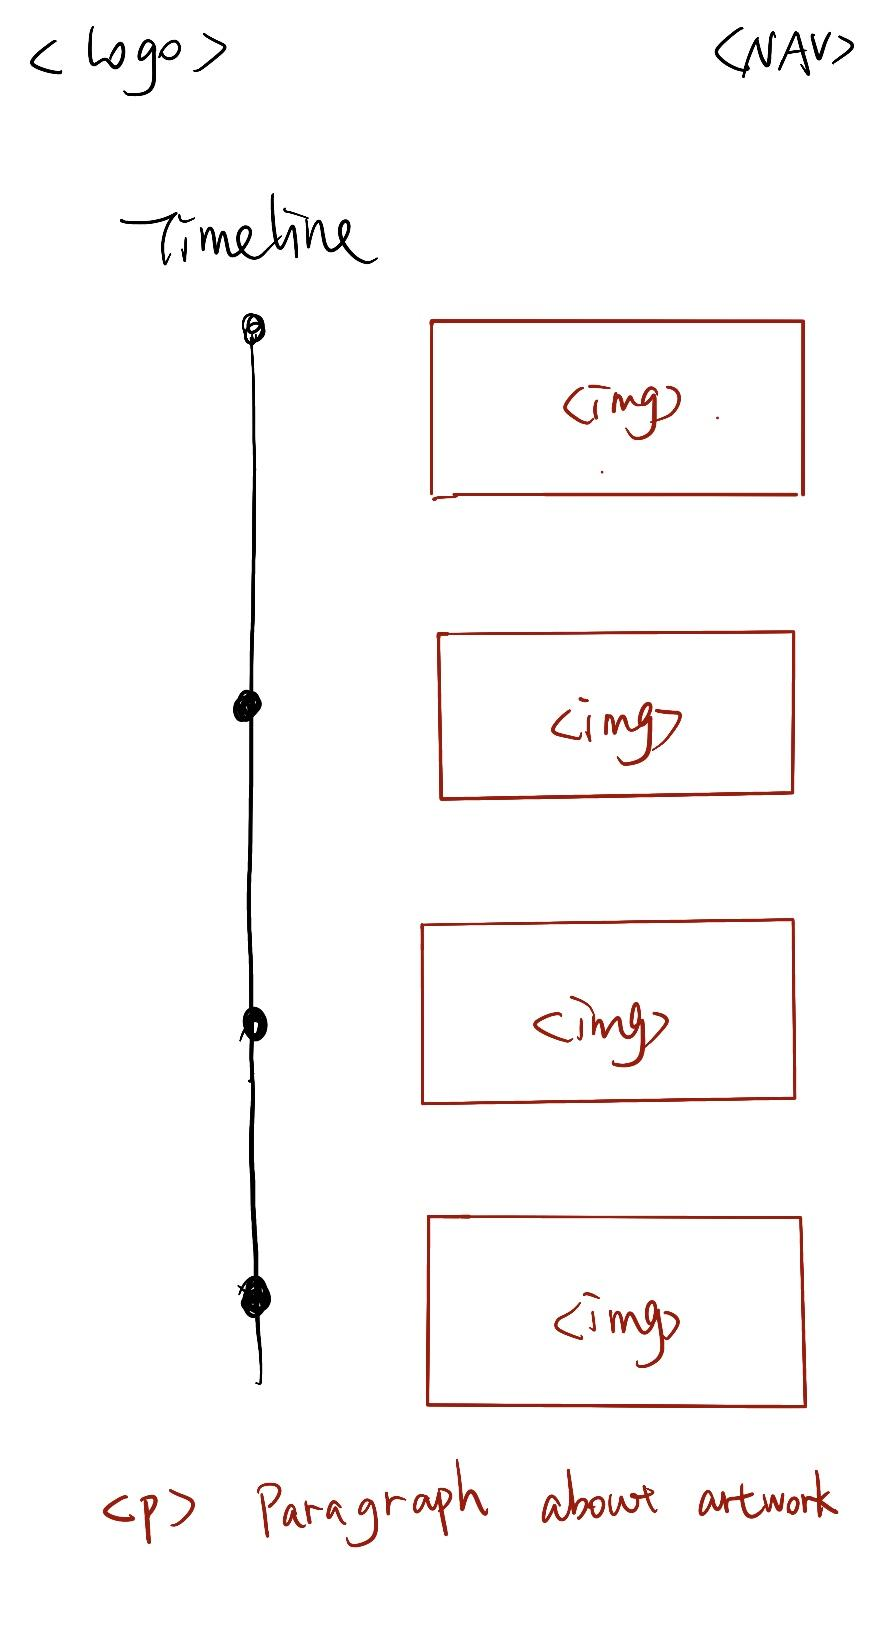 <Logo> <NAV>
Timeline
<img>
<img>
<img>
<img>
<p> Paragraph about artwork